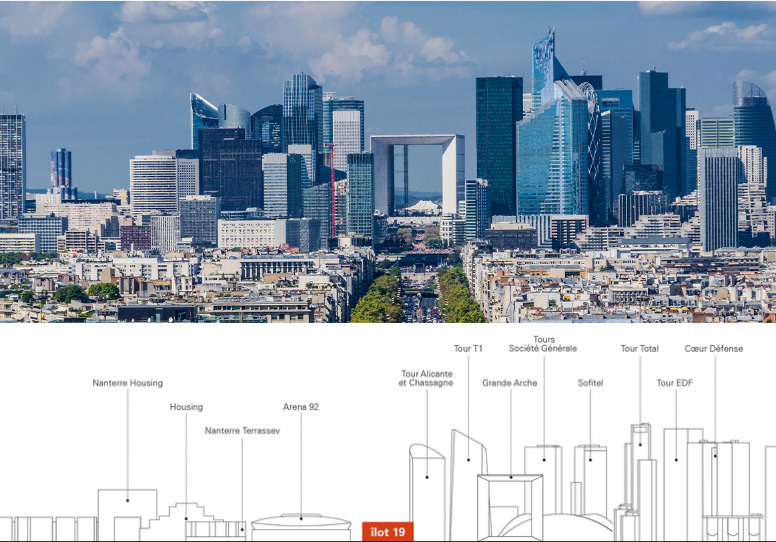 Tours
Société Générale
Tour T1
Tour Total
Cœur Défense
Tour Alicante
et Chassagne
Nanterre Housing
Grande Arche
Sofitel
Tour EDF
Housing
Arena 92
Nanterre Terrassev
îlot 19